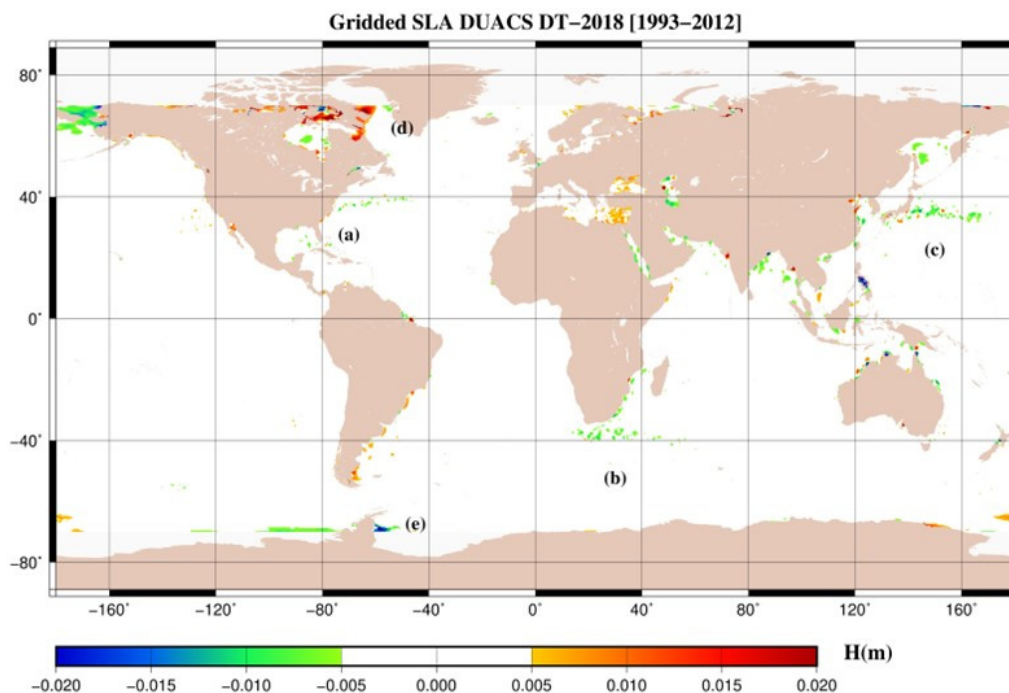 Gridded SLA DUACS DT−2018 [1993−2012]
80˚
(d)
40˚
(a)
(c)
0˚
−40˚
(b)
(e)
−80˚
−160˚ −120˚ −80˚ −40˚ 0˚ 40˚ 80˚ 120˚ 160˚
H(m)
−0.020 −0.015 −0.010 −0.005 0.000 0.005 0.010 0.015 0.020